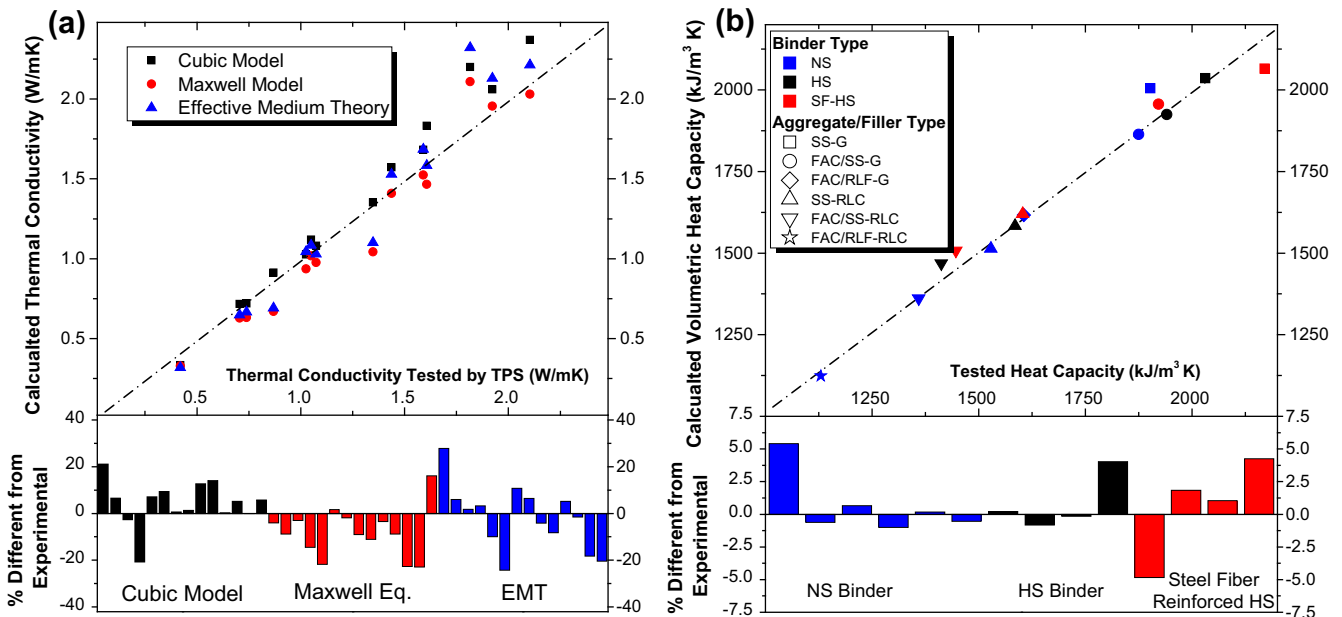 (a)
Calcualted Thermal Conductivity (W/mK)
Cubic Model
Maxwell Model
Effective Medium Theory
2.0
1.5
1.0
0.5
2.0
1.5
1.0
0.5
Thermal Conductivity Tested by TPS (W/mK)
0.5 1.0 1.5 2.0
% Different from
Experimental
40
20
0
-20
-40
40
20
0
-20
-40
Cubic Model Maxwell Eq. EMT
(b)
Calcualted Volumetric Heat Capacity (kJ/m³ K)
Binder Type
NS
HS
SF-HS
Aggregate/Filler Type
SS-G
FAC/SS-G
FAC/RLF-G
SS-RLC
FAC/SS-RLC
FAC/RLF-RLC
2000
1750
1500
1250
2000
1750
1500
1250
Tested Heat Capacity (kJ/m³ K)
1250 1500 1750 2000
% Different from
Experimental
7.5
5.0
2.5
0.0
-2.5
-5.0
-7.5
7.5
5.0
2.5
0.0
-2.5
-5.0
-7.5
NS Binder HS Binder Steel Fiber
Reinforced HS